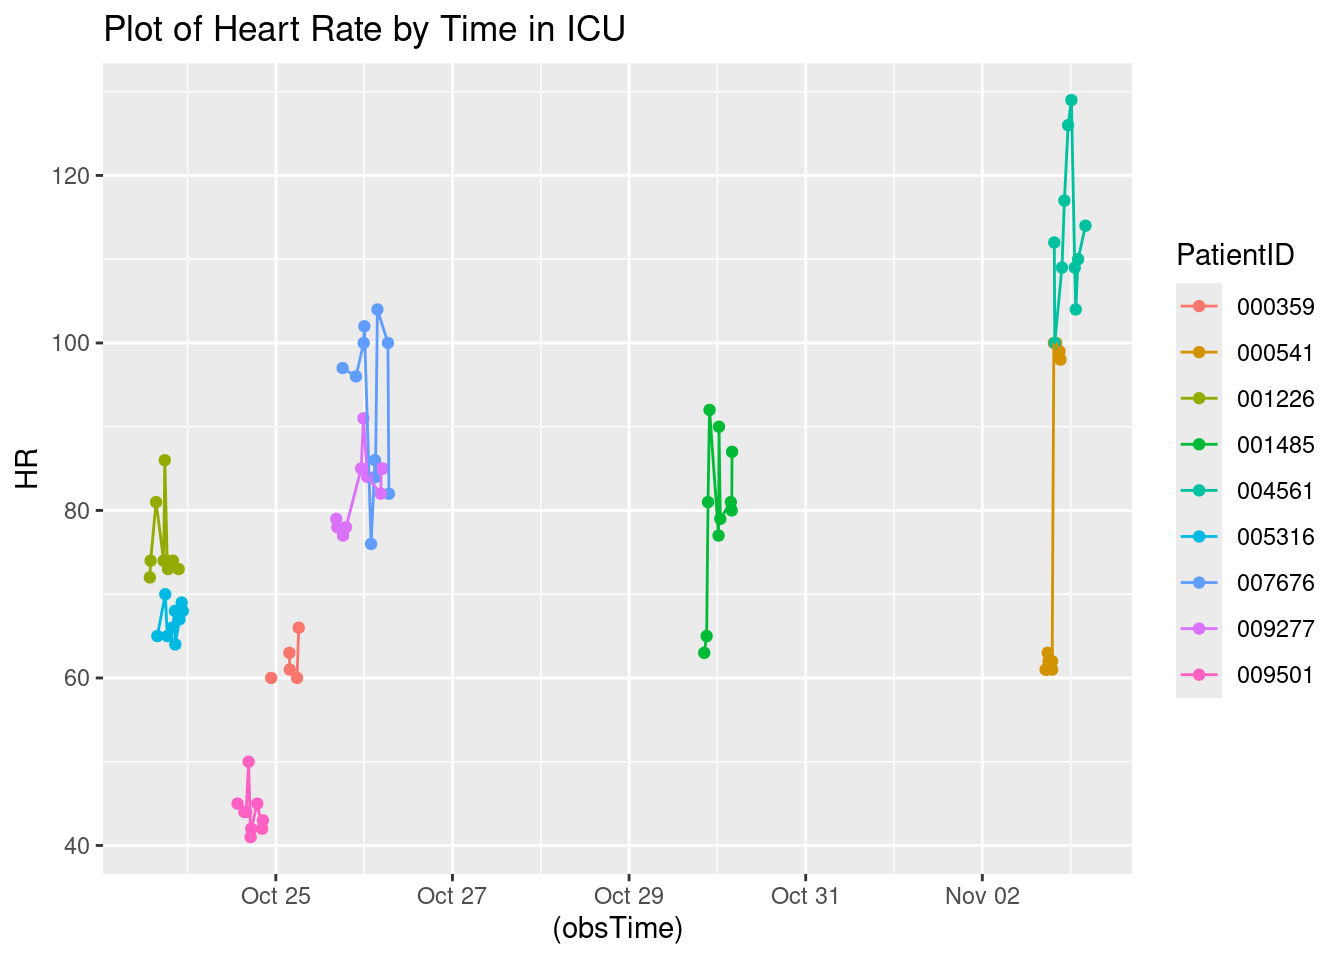 Plot of Heart Rate by Time in ICU
HR
120
100
80
60
40
Oct 25
Oct 27
Oct 29
Oct 31
Nov 02
(obsTime)
PatientID
000359
000541
001226
001485
004561
005316
007676
009277
009501